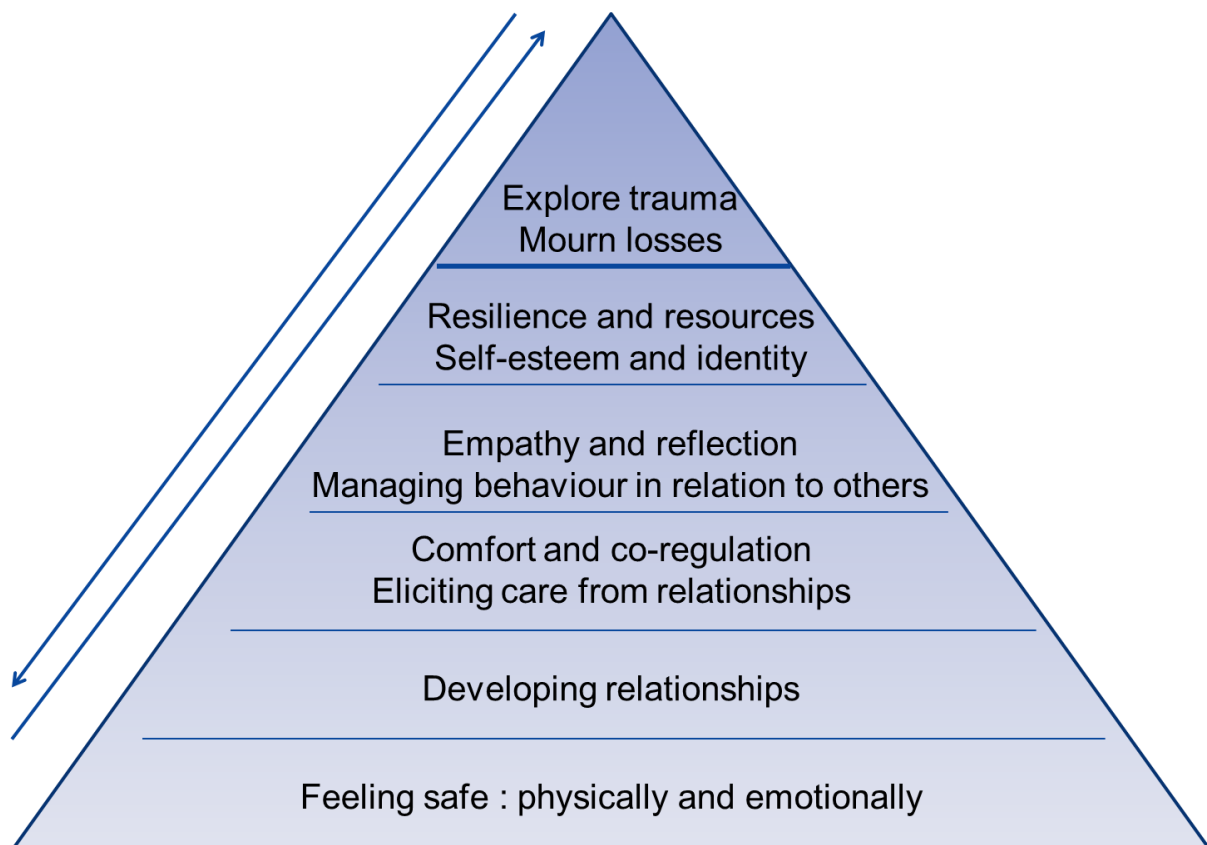 Explore trauma
Mourn losses
Resilience and resources
Self-esteem and identity
Empathy and reflection
Managing behaviour in relation to others
Comfort and co-regulation
Eliciting care from relationships
Developing relationships
Feeling safe : physically and emotionally